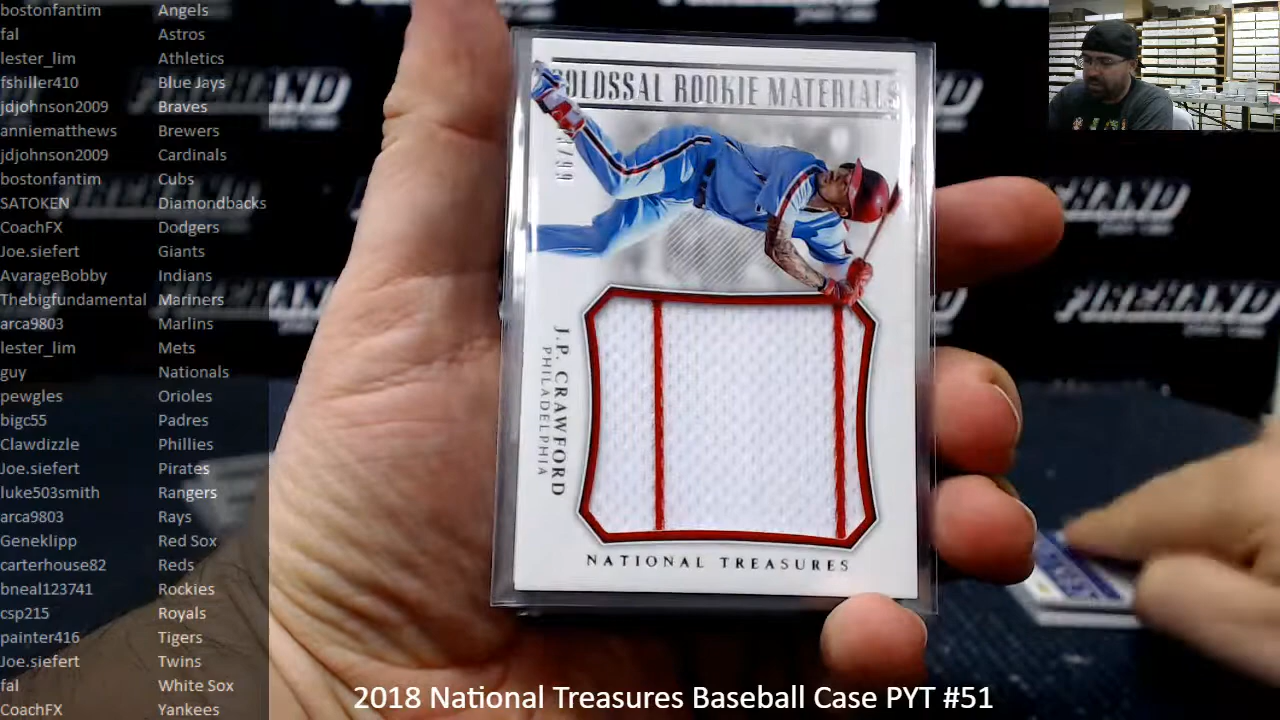 bostonfantim Angels
fal Astros
lester_lim Athletics
fshiller410 Blue Jays
jdjohnson2009 Braves
anniematthews Brewers
jdjohnson2009 Cardinals
bostonfantim Cubs
SATOKEN Diamondbacks
CoachFX Dodgers
Joe.siefert Giants
AvarageBobby Indians
Thebigfundamental Mariners
arca9803 Marlins
lester_lim Mets
guy Nationals
pewgles Orioles
bigc55 Padres
Clawdizzle Phillies
Joe.siefert Pirates
luke503smith Rangers
arca9803 Rays
Geneklipp Red Sox
carterhouse82 Reds
bneal123741 Rockies
csp215 Royals
painter416 Tigers
Joe.siefert Twins
fal White Sox
CoachFX Yankees
COLOSSAL ROOKIE MATERIALS
J.P. CRAWFORD
PHILADELPHIA
NATIONAL TREASURES
FIREHAND
2018 National Treasures Baseball Case PYT #51